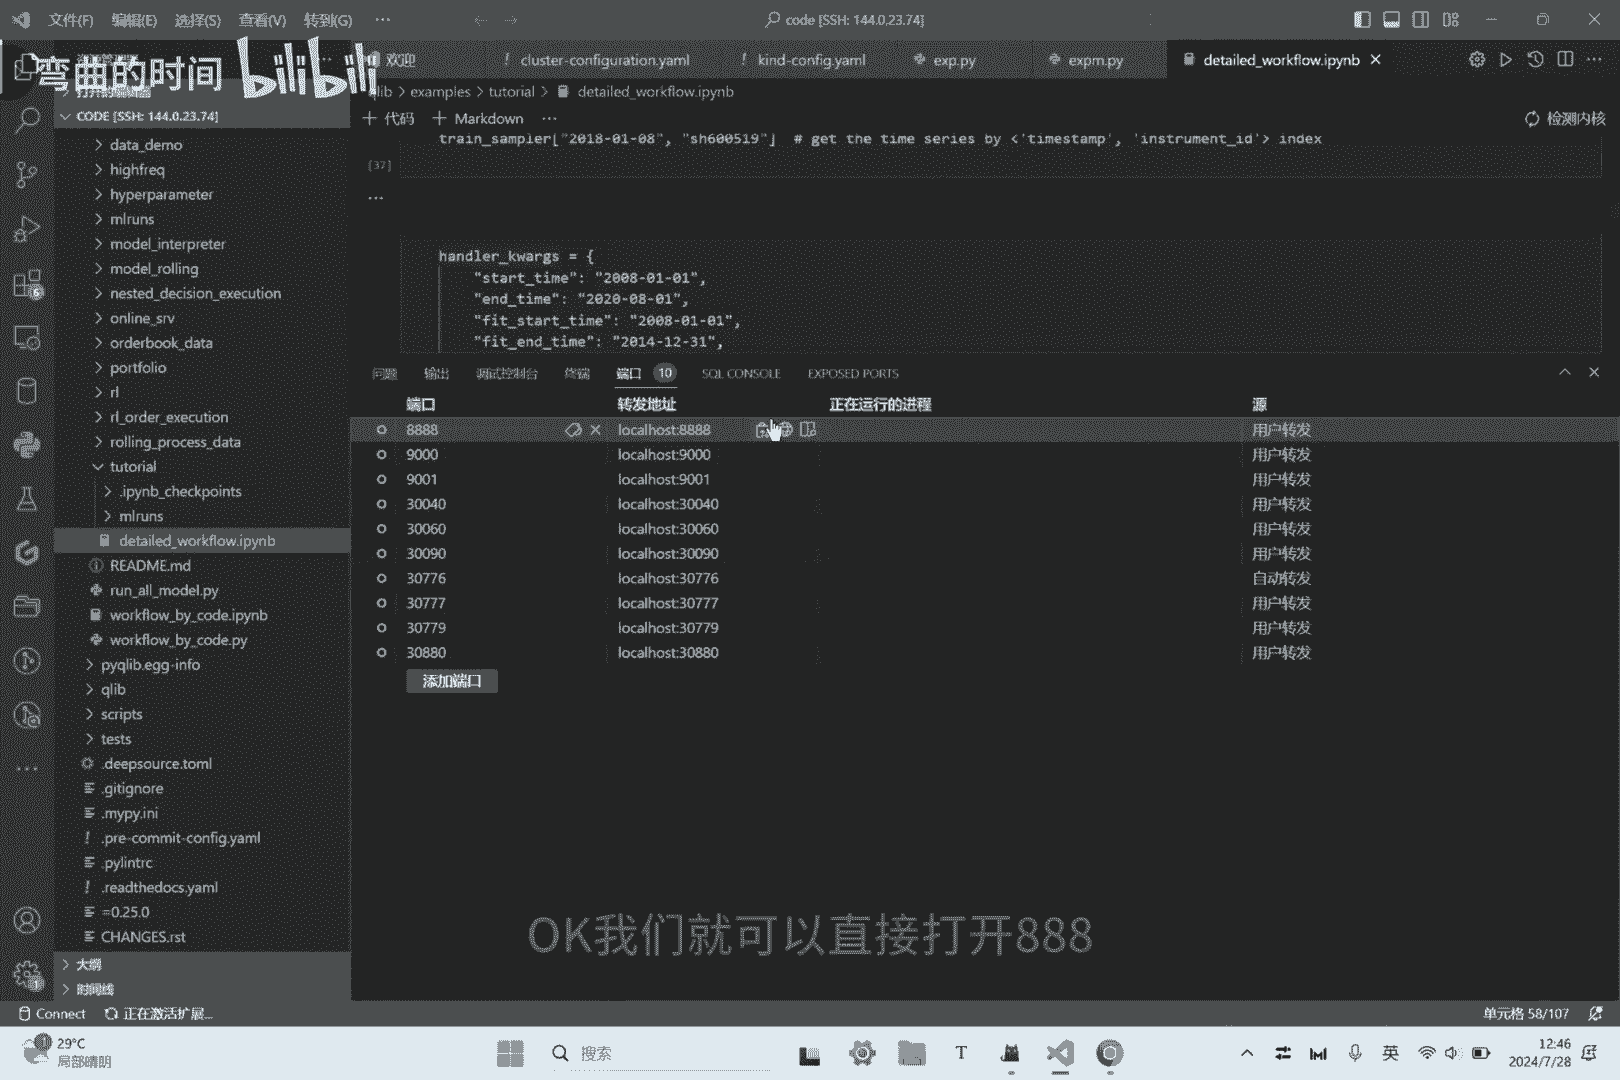 文件(F) 编辑(E) 选择(S) 查看(V) 转到(G) ··· code [SSH: 144.0.23.74]
弯曲的时间 bilibili
欢迎 ! cluster-configuration.yaml ! kind-config.yaml exp.py expm.py detailed_workflow.ipynb
qlib > examples > tutorial > detailed_workflow.ipynb
CODE [SSH: 144.0.23.74]
+ 代码 + Markdown ··· 检测内核
train_sampler["2018-01-08", "sh600519"] # get the time series by <'timestamp', 'instrument_id'> index
[37]
···
handler_kwargs = {
"start_time": "2008-01-01",
"end_time": "2020-08-01",
"fit_start_time": "2008-01-01",
"fit_end_time": "2014-12-31",
data_demo
highfreq
hyperparameter
mlruns
model_interpreter
model_rolling
nested_decision_execution
online_srv
orderbook_data
portfolio
rl
rl_order_execution
rolling_process_data
tutorial
.ipynb_checkpoints
mlruns
detailed_workflow.ipynb
README.md
run_all_model.py
workflow_by_code.ipynb
workflow_by_code.py
pyqlib.egg-info
qlib
scripts
tests
.deepsource.toml
.gitignore
.mypy.ini
! .pre-commit-config.yaml
.pylintrc
! .readthedocs.yaml
=0.25.0
CHANGES.rst
大纲
时间线
问题 输出 调试控制台 终端 端口 10 SQL CONSOLE EXPOSED PORTS
端口 转发地址 正在运行的进程 源
8888 localhost:8888 用户转发
9000 localhost:9000 用户转发
9001 localhost:9001 用户转发
30040 localhost:30040 用户转发
30060 localhost:30060 用户转发
30090 localhost:30090 用户转发
30776 localhost:30776 自动转发
30777 localhost:30777 用户转发
30779 localhost:30779 用户转发
30880 localhost:30880 用户转发
添加端口
OK我们就可以直接打开888
Connect 正在激活扩展... 单元格 58/107
29°C
局部晴朗
搜索
英
12:46
2024/7/28